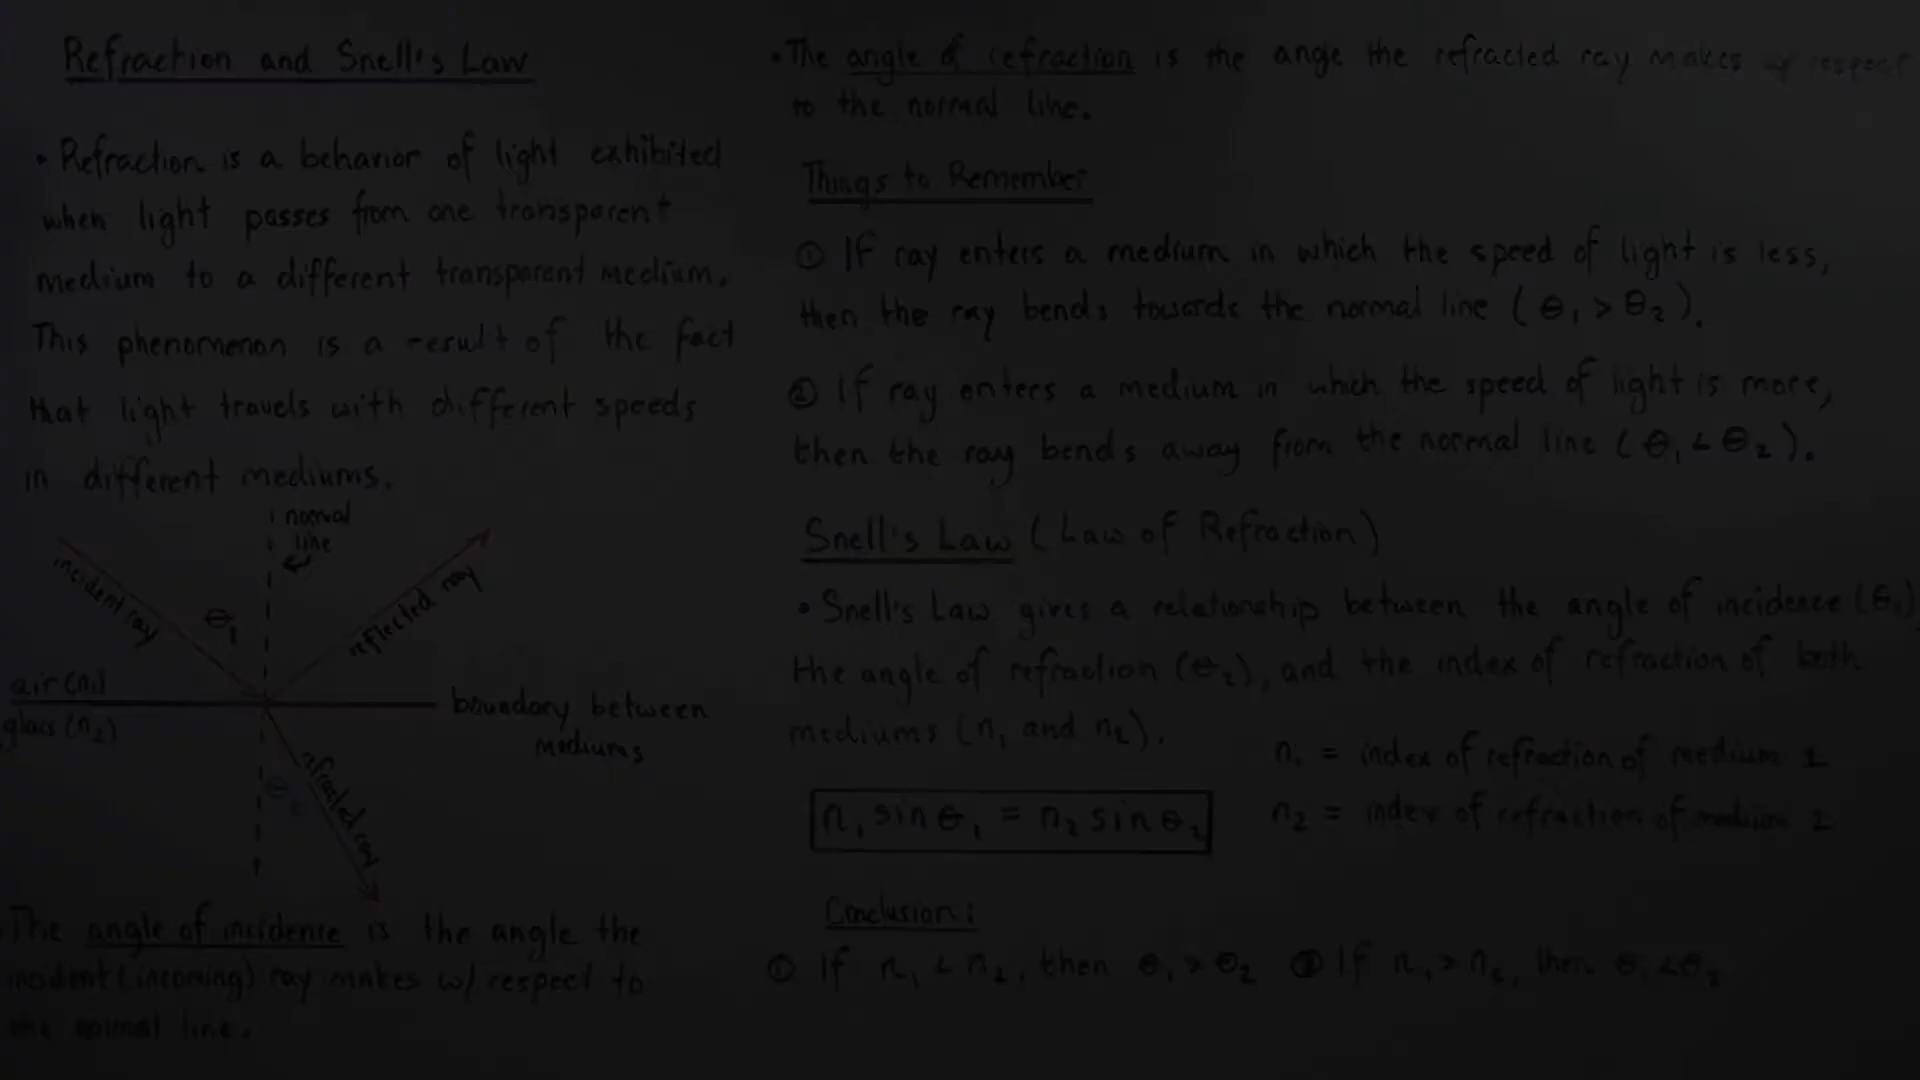 Refraction and Snell's Law
• Refraction is a behavior of light exhibited
when light passes from one transparent
medium to a different transparent medium.
This phenomenon is a result of the fact
that light travels with different speeds
in different mediums.
normal
line
incident ray
θ₁
reflected ray
air (n₁)
glass (n₂)
boundary between
mediums
θ₂
refracted ray
The angle of incidence is the angle the
incident (incoming) ray makes w/ respect to
the normal line.
• The angle of refraction is the ange the refracted ray makes w/ respect
to the normal line.
Things to Remember
① If ray enters a medium in which the speed of light is less,
then the ray bends towards the normal line (θ₁ > θ₂).
② If ray enters a medium in which the speed of light is more,
then the ray bends away from the normal line (θ₁ < θ₂).
Snell's Law (Law of Refraction)
• Snell's Law gives a relationship between the angle of incidence (θ₁)
the angle of refraction (θ₂), and the index of refraction of both
mediums (n₁ and n₂).
n₁ = index of refraction of medium 1
n₂ = index of refraction of medium 2
n₁ sin θ₁ = n₂ sin θ₂
Conclusion:
① If n₁ < n₂, then θ₁ > θ₂ ② If n₁ > n₂, then θ₁ < θ₂